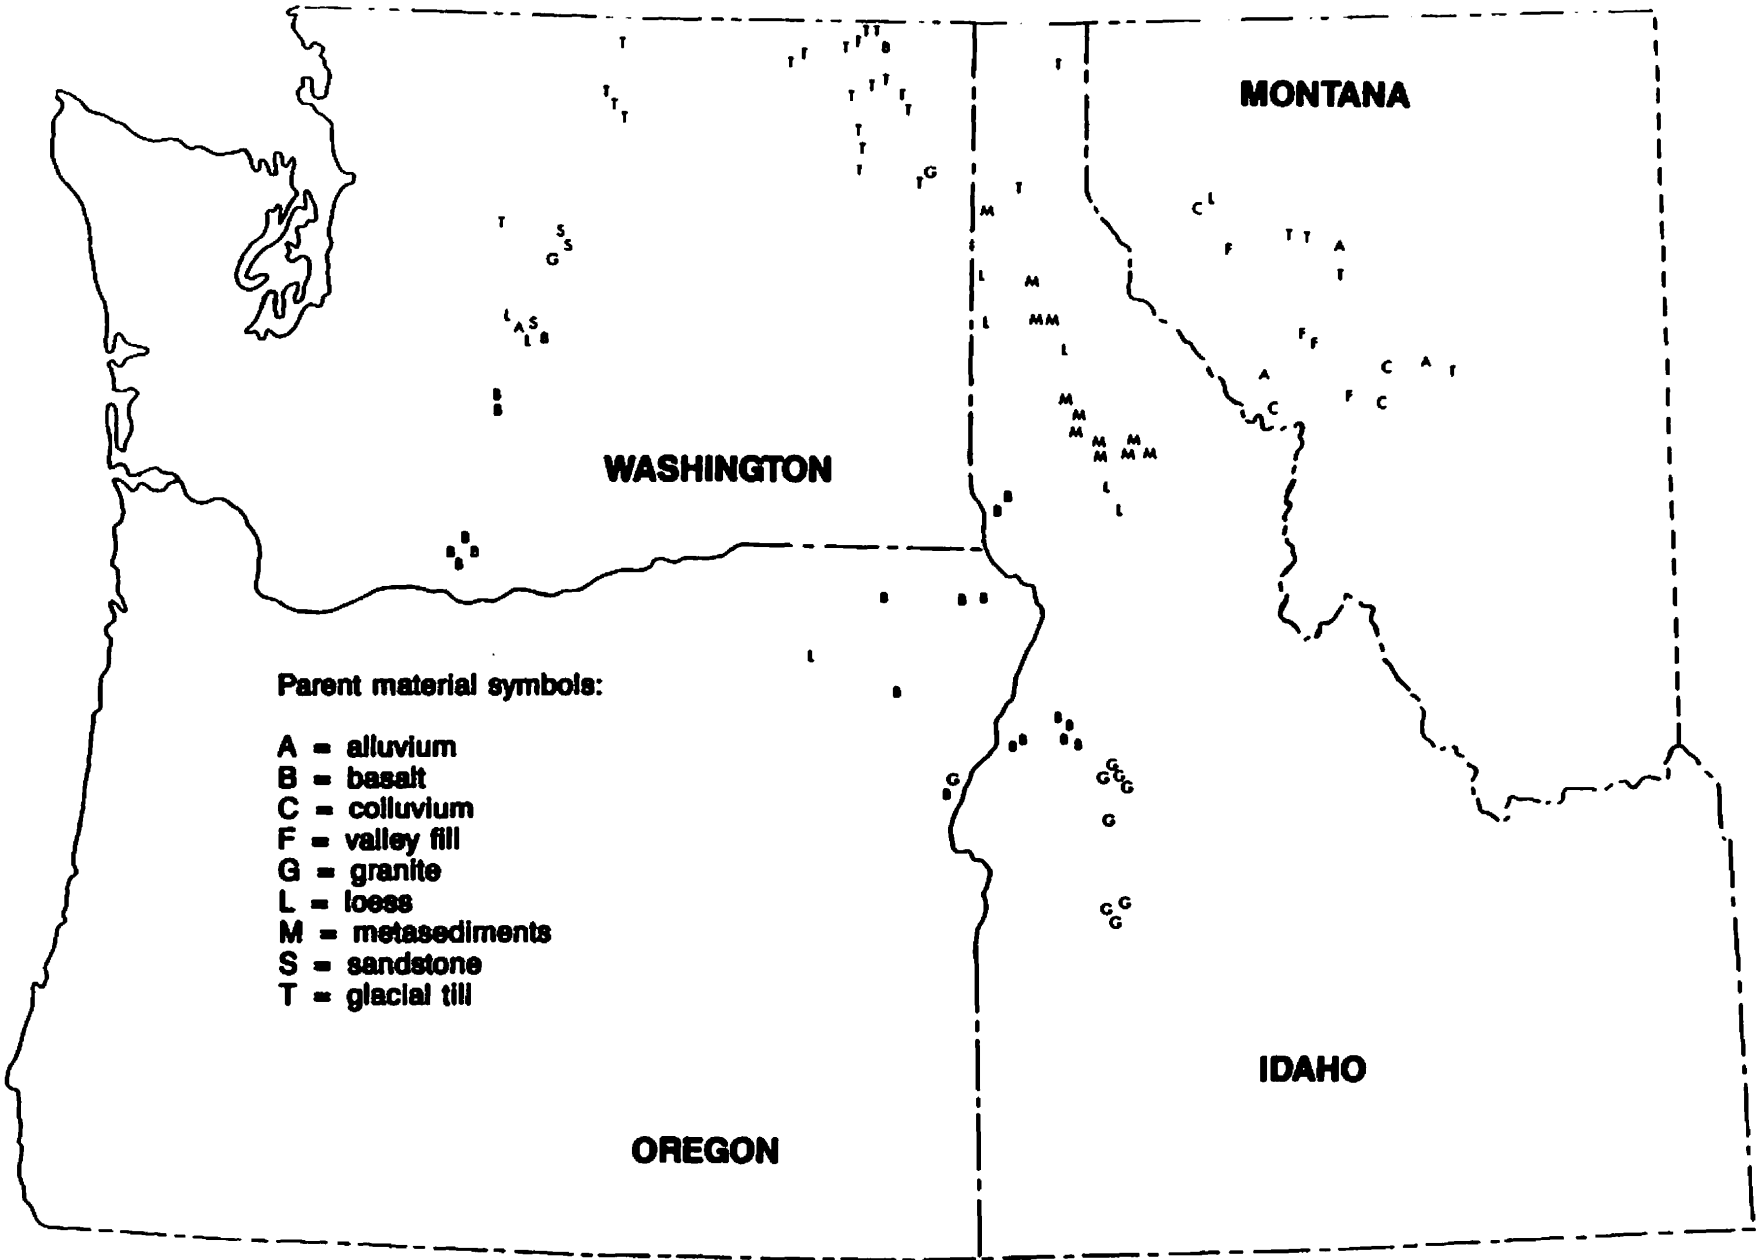 T
T T
T F T B
T T
T
T
T
T
T T
T
T
T
T
T
T
T
T
T G
T
MONTANA
M
C L
T
S
S
G
F
T T A
T
L
M
L
A S
L B
L
M M
L
F
F
A
C
A
T
F
C
C
B
B
M
M
M
M
M
M
M M
WASHINGTON
L
L
B
B
B
B B
B
B
B B
L
B
Parent material symbols:
A = alluvium
B = basalt
C = colluvium
F = valley fill
G = granite
L = loess
M = metasediments
S = sandstone
T = glacial till
B
B
B B
B B
G
B
G
G G
G
G
G G
G
IDAHO
OREGON